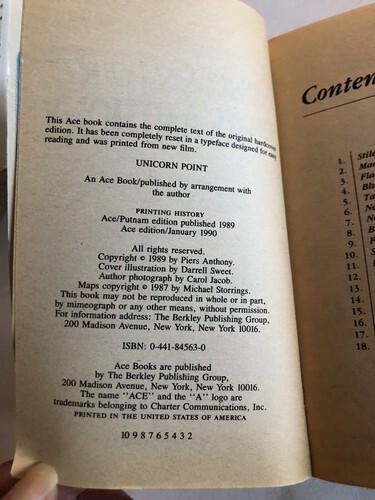 This Ace book contains the complete text of the original hardcover
edition. It has been completely reset in a typeface designed for easy
reading and was printed from new film.
UNICORN POINT
An Ace Book/published by arrangement with
the author
PRINTING HISTORY
Ace/Putnam edition published 1989
Ace edition/January 1990
All rights reserved.
Copyright © 1989 by Piers Anthony.
Cover illustration by Darrell Sweet.
Author photograph by Carol Jacob.
Maps copyright © 1987 by Michael Storrings.
This book may not be reproduced in whole or in part,
by mimeograph or any other means, without permission.
For information address: The Berkley Publishing Group,
200 Madison Avenue, New York, New York 10016.
ISBN: 0-441-84563-0
Ace Books are published
by The Berkley Publishing Group,
200 Madison Avenue, New York, New York 10016.
The name "ACE" and the "A" logo are
trademarks belonging to Charter Communications, Inc.
PRINTED IN THE UNITED STATES OF AMERICA
10 9 8 7 6 5 4 3 2
Conten
1. Stile
2.
3. Fla
4. Bl
5. Ta
6. Ne
7. Ne
8. B
9. F
10. S
11.
12.
13.
14.
15.
16.
17.
18.